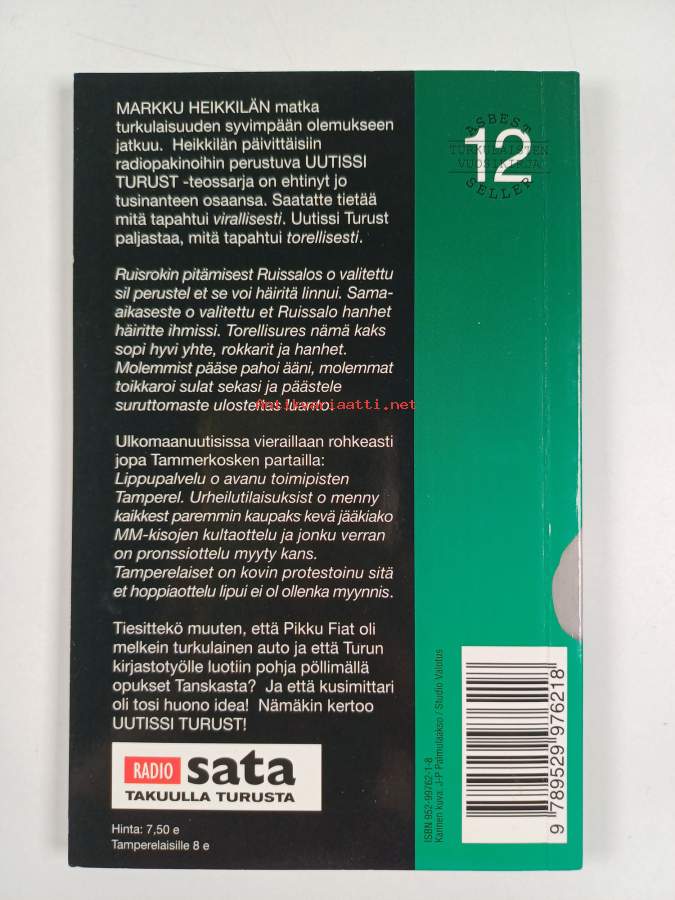 MARKKU HEIKKILÄN matka
turkulaisuuden syvimpään olemukseen
jatkuu. Heikkilän päivittäisiin
radiopakinoihin perustuva UUTISSI
TURUST -teossarja on ehtinyt jo
tusinanteen osaansa. Saatatte tietää
mitä tapahtui virallisesti. Uutissi Turust
paljastaa, mitä tapahtui torellisesti.
Ruisrokin pitämisest Ruissalos o valitettu
sil perustel et se voi häiritä linnui. Sama-
aikaseste o valitettu et Ruissalo hanhet
häiritte ihmissi. Torellisures nämä kaks
sopi hyvi yhte, rokkarit ja hanhet.
Molemmist pääse pahoi ääni, molemmat
toikkaroi sulat sekasi ja päästele
suruttomaste ulostenas luanto.
Antikvariaatti.net
Ulkomaanuutisissa vieraillaan rohkeasti
jopa Tammerkosken partailla:
Lippupalvelu o avanu toimipisten
Tamperel. Urheilutilaisuksist o menny
kaikkest paremmin kaupaks kevä jääkiako
MM-kisojen kultaottelu ja jonku verran
on pronssiottelu myyty kans.
Tamperelaiset on kovin protestoinu sitä
et hoppiaottelu lipui ei ol ollenka myynnis.
Tiesittekö muuten, että Pikku Fiat oli
melkein turkulainen auto ja että Turun
kirjastotyölle luotiin pohja pöllimällä
opukset Tanskasta? Ja että kusimittari
oli tosi huono idea! Nämäkin kertoo
UUTISSI TURUST!
RADIO sata
TAKUULLA TURUSTA
Hinta: 7,50 e
Tamperelaisille 8 e
ASBEST
TURKULAISTEN
12
VUOSIKIRJA
SELLER
ISBN 952-99762-1-8
Kannen kuva: J-P Palmulaakso / Studio Valotus
9 789529 976218